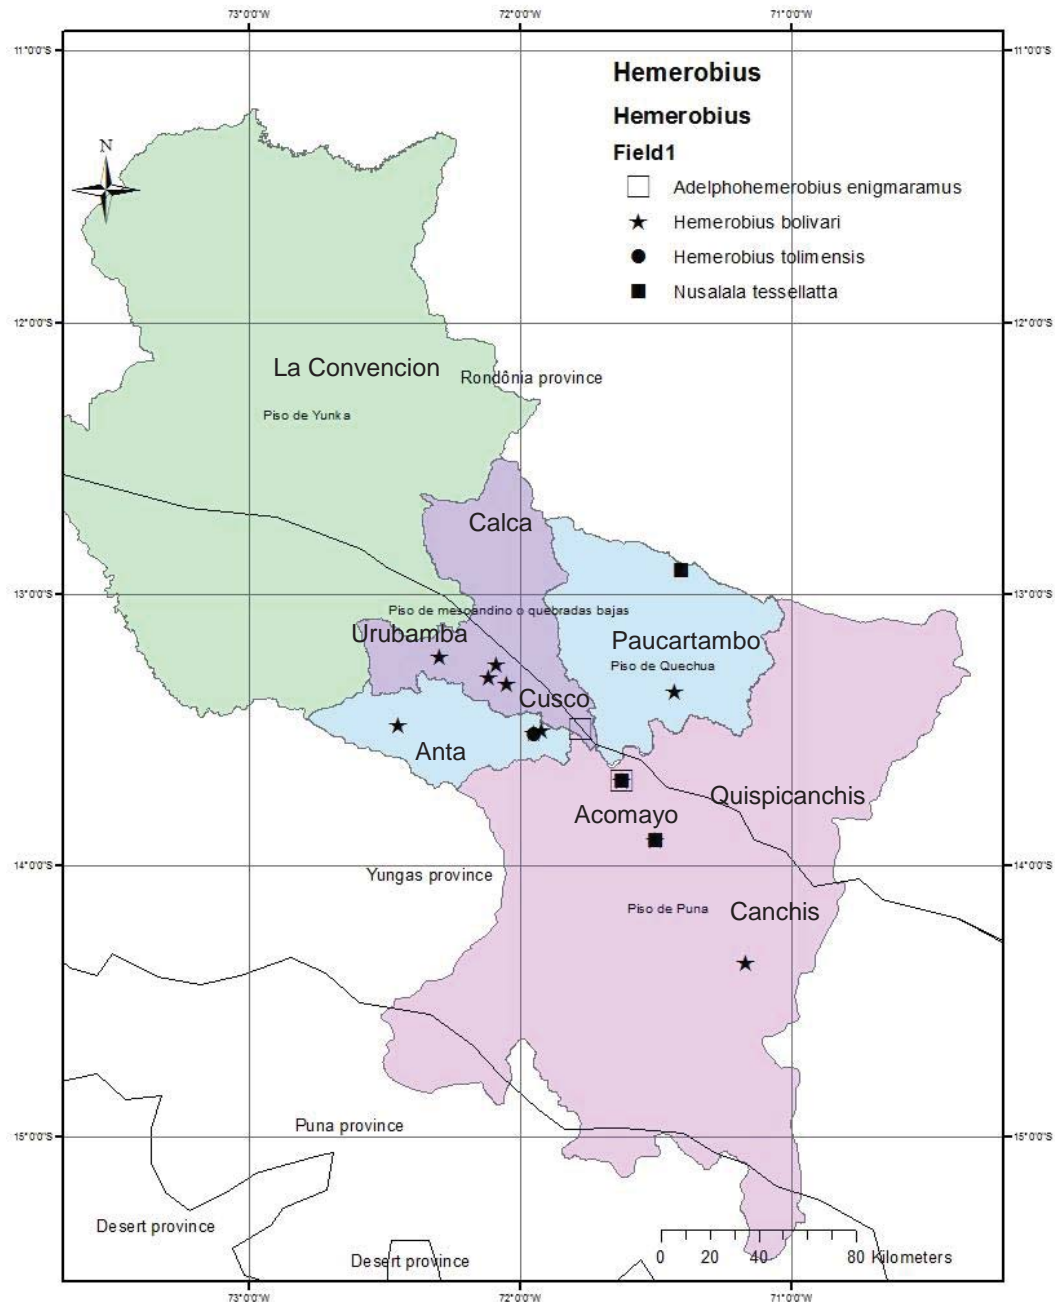 73°0'0"W 72°0'0"W 71°0'0"W
11°0'0"S 11°0'0"S
Hemerobius
Hemerobius
Field1
Adelphohemerobius enigmaramus
Hemerobius bolivari
Hemerobius tolimensis
Nusalala tessellatta
N
12°0'0"S 12°0'0"S
La Convencion
Rondônia province
Piso de Yunka
Calca
13°0'0"S 13°0'0"S
Piso de mesoandino o quebradas bajas
Urubamba
Paucartambo
Piso de Quechua
Cusco
Anta
Quispicanchis
Acomayo
14°0'0"S 14°0'0"S
Yungas province
Piso de Puna
Canchis
Puna province
15°0'0"S 15°0'0"S
Desert province
Desert province
0 20 40 80 Kilometers
73°0'0"W 72°0'0"W 71°0'0"W